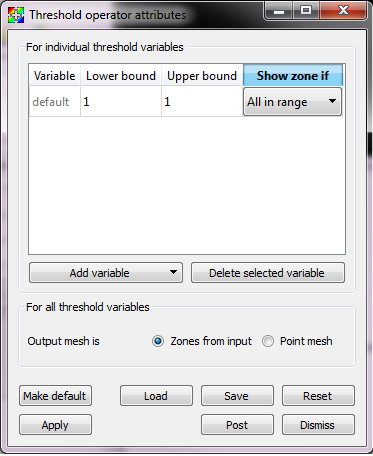 Threshold operator attributes
For individual threshold variables
Variable Lower bound Upper bound Show zone if
default 1 1 All in range
Add variable Delete selected variable
For all threshold variables
Output mesh is Zones from input Point mesh
Make default Load Save Reset
Apply Post Dismiss